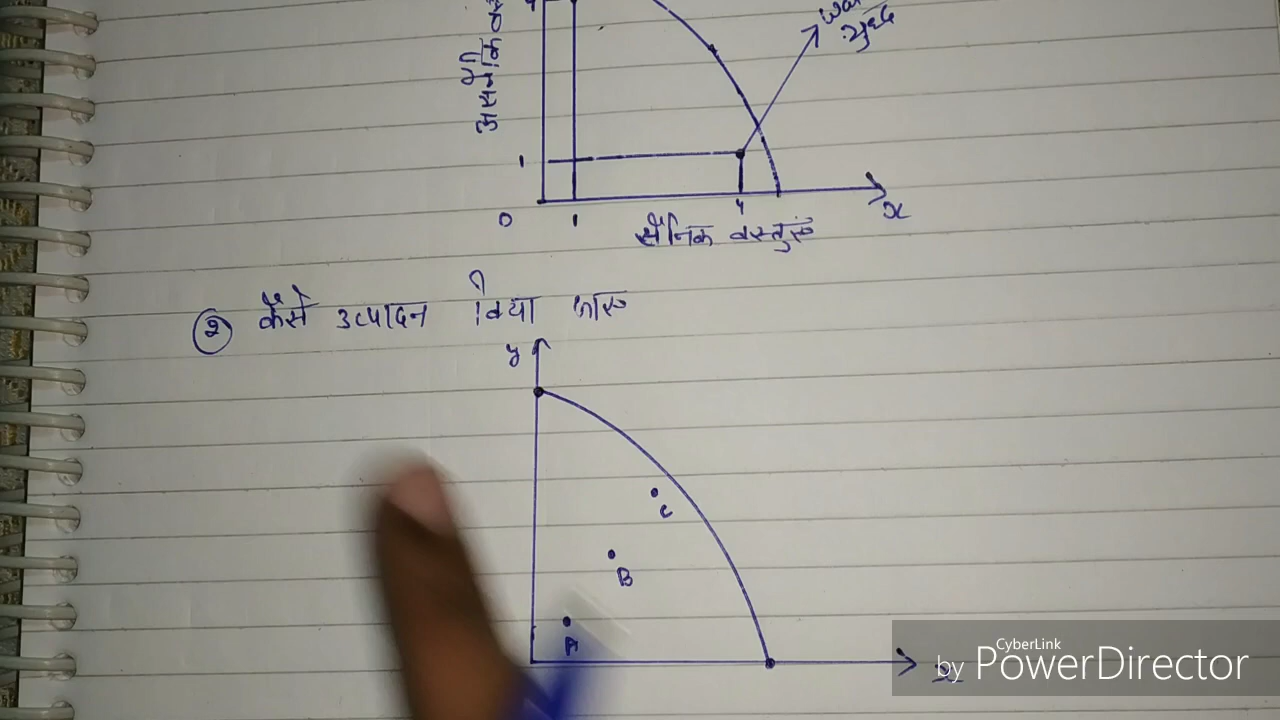 असैनिक
युद्ध
1
0 1 4 x
सैनिक वस्तुएं
② कैसे उत्पादन किया जाए
y
C
B
A
CyberLink
by PowerDirector